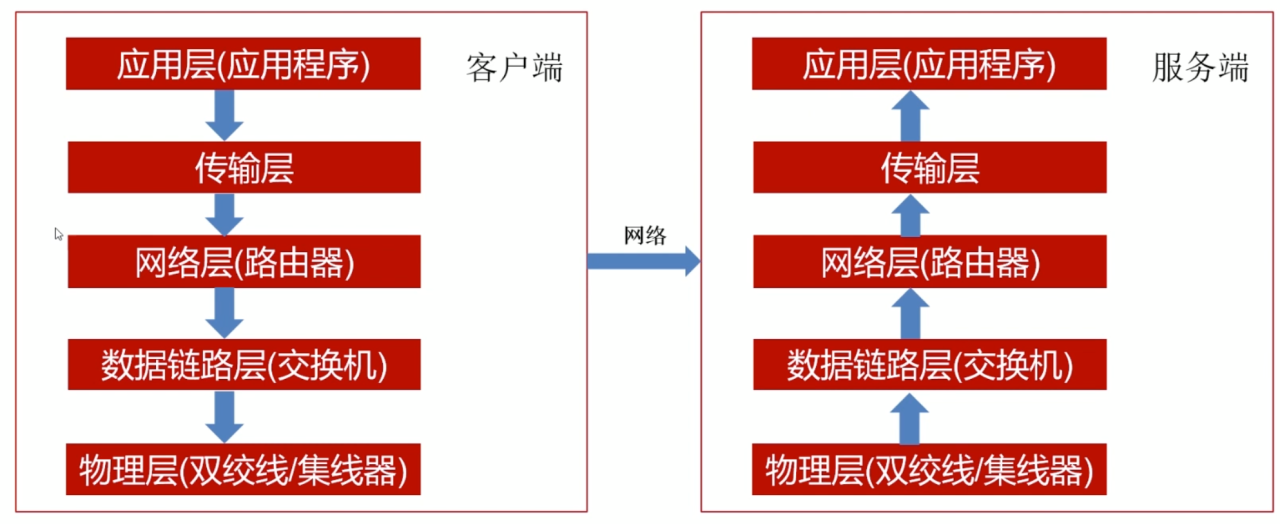 客户端
应用层(应用程序)
传输层
网络层(路由器)
数据链路层(交换机)
物理层(双绞线/集线器)
网络
服务端
应用层(应用程序)
传输层
网络层(路由器)
数据链路层(交换机)
物理层(双绞线/集线器)